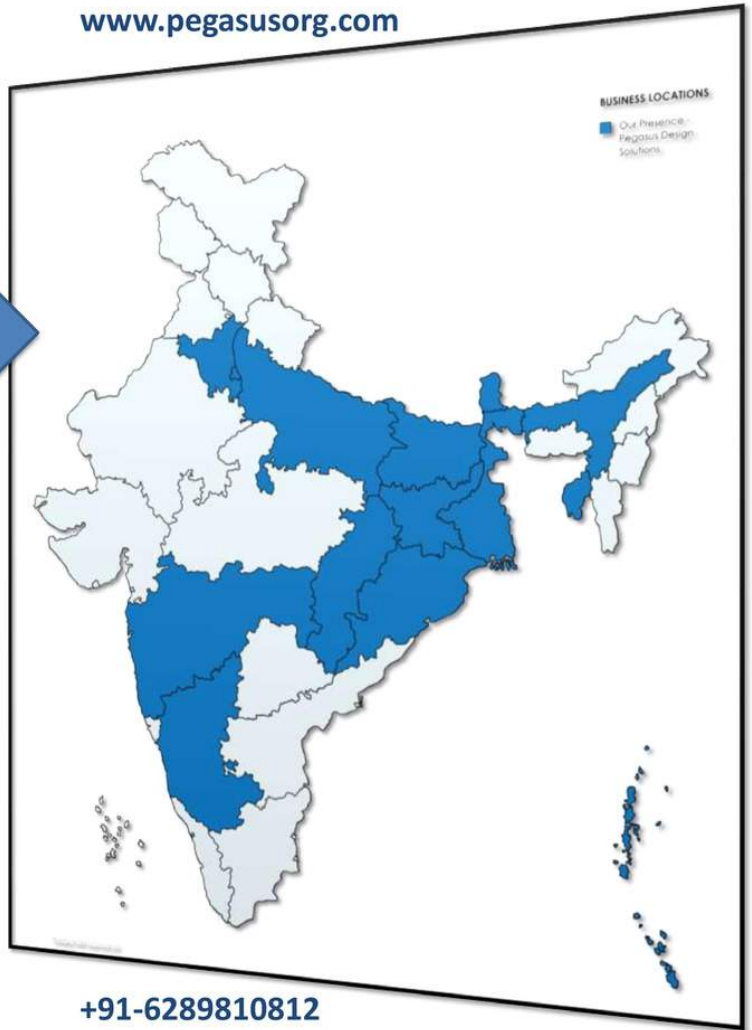 www.pegasusorg.com
BUSINESS LOCATIONS
Our Presence -
Pegasus Design
Solutions
+91-6289810812